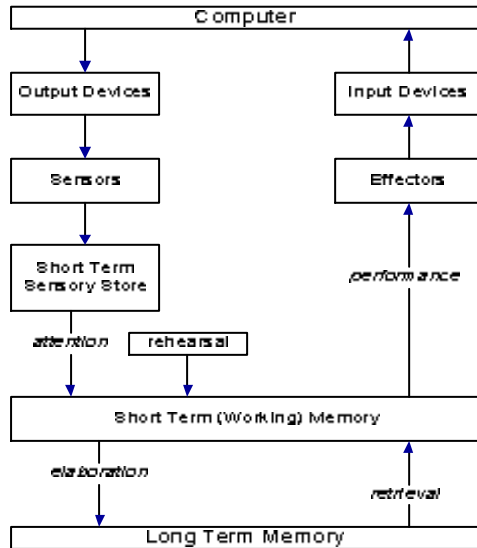 Computer
Output Devices
Input Devices
Sensors
Effectors
Short Term
Sensory Store
performance
attention
rehearsal
Short Term (Working) Memory
elaboration
retrieval
Long Term Memory